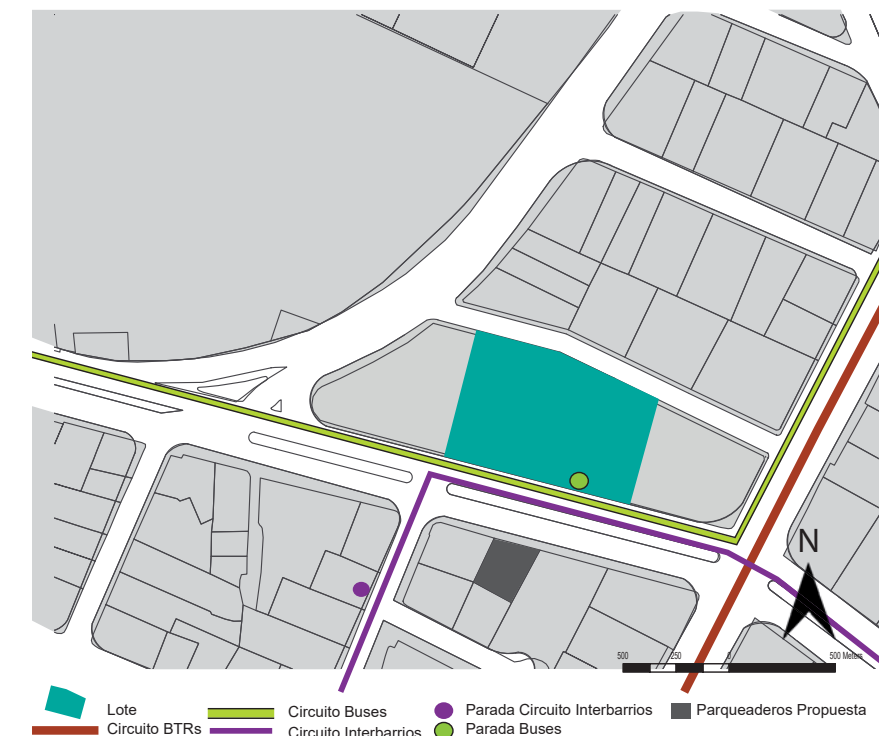 N
500 250 0 500 Meters
Lote
Circuito BTRs
Circuito Buses
Circuito Interbarrios
Parada Circuito Interbarrios
Parada Buses
Parqueaderos Propuesta